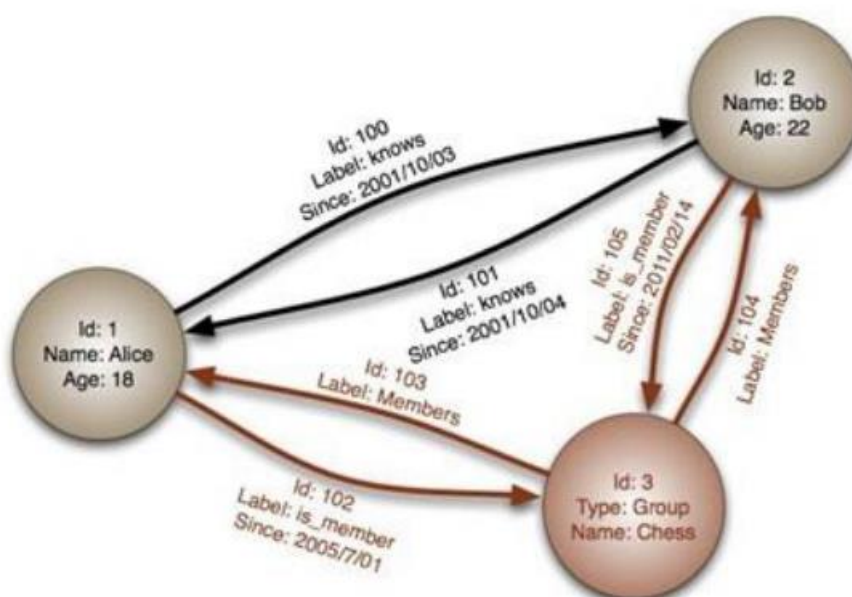 Id: 2
Name: Bob
Age: 22
Id: 100
Label: knows
Since: 2001/10/03
Id: 101
Label: knows
Since: 2001/10/04
Id: 105
Label: is_member
Since: 2011/02/14
Id: 104
Label: Members
Id: 1
Name: Alice
Age: 18
Id: 103
Label: Members
Id: 102
Label: is_member
Since: 2005/7/01
Id: 3
Type: Group
Name: Chess